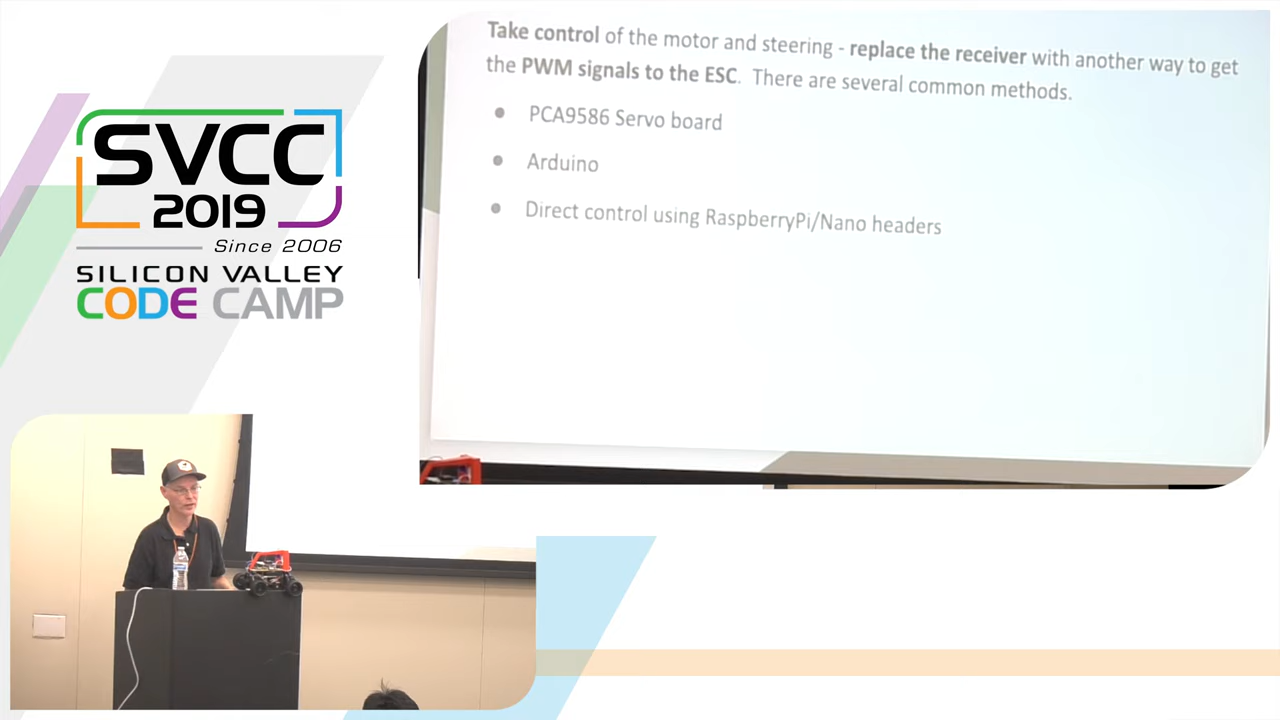 Take control of the motor and steering - replace the receiver with another way to get
the PWM signals to the ESC. There are several common methods.
PCA9586 Servo board
Arduino
Direct control using RaspberryPi/Nano headers
SVCC
2019
Since 2006
SILICON VALLEY
CODE CAMP